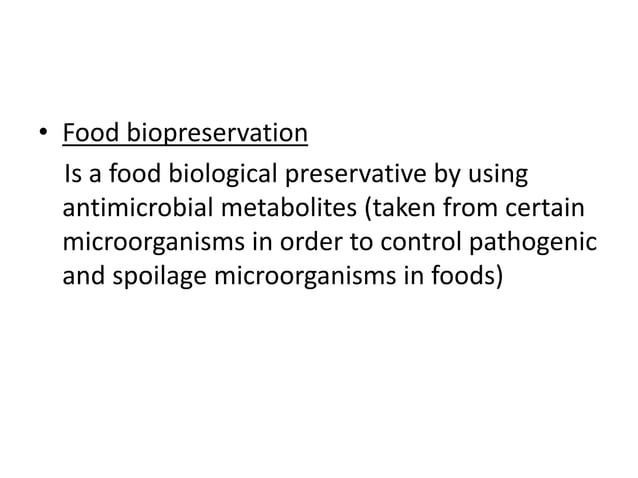 • Food biopreservation
Is a food biological preservative by using
antimicrobial metabolites (taken from certain
microorganisms in order to control pathogenic
and spoilage microorganisms in foods)